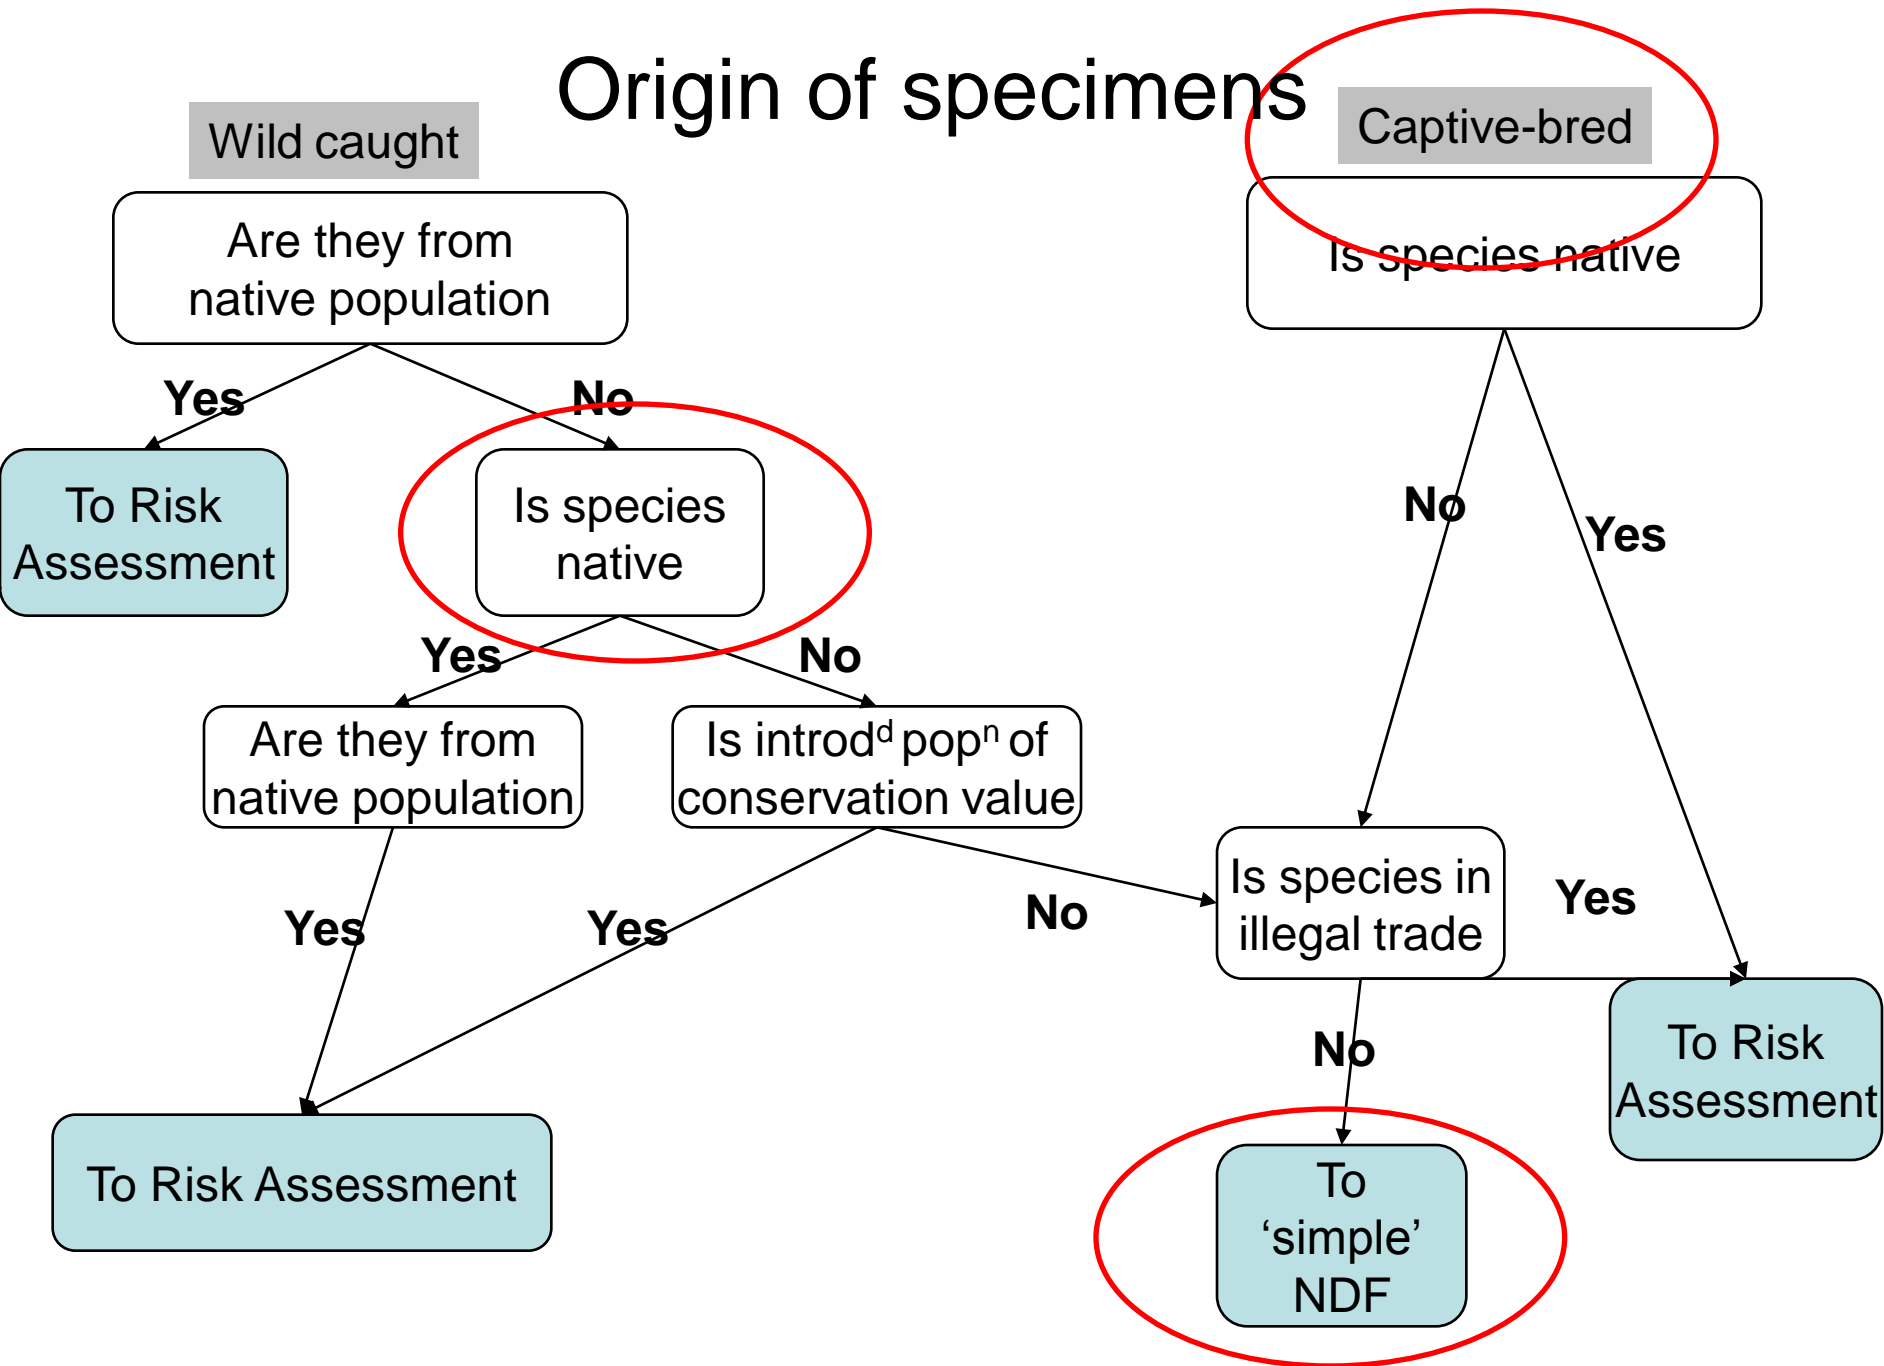 Origin of specimens
Wild caught
Captive-bred
Are they from
native population
Is species native
Yes
No
To Risk
Assessment
Is species
native
No
Yes
Yes
No
Are they from
native population
Is introdᵈ popⁿ of
conservation value
Is species in
illegal trade
Yes
Yes
Yes
No
No
To Risk
Assessment
To Risk Assessment
To
‘simple’
NDF